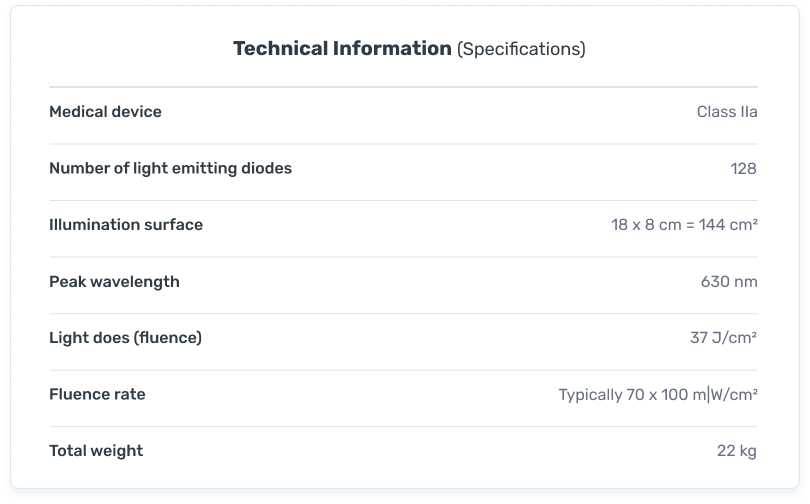 Technical Information (Specifications)
Medical device Class IIa
Number of light emitting diodes 128
Illumination surface 18 x 8 cm = 144 cm²
Peak wavelength 630 nm
Light does (fluence) 37 J/cm²
Fluence rate Typically 70 x 100 m|W/cm²
Total weight 22 kg